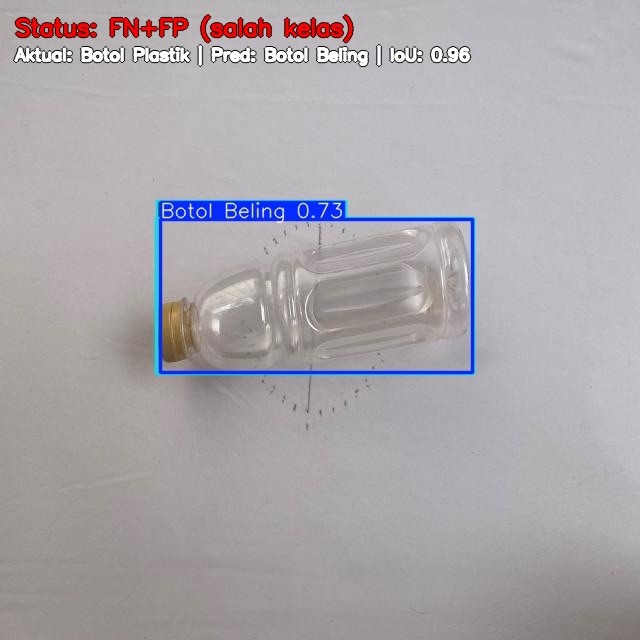 Status: FN+FP (salah kelas)
Aktual: Botol Plastik | Pred: Botol Beling | IoU: 0.96
Botol Beling 0.73